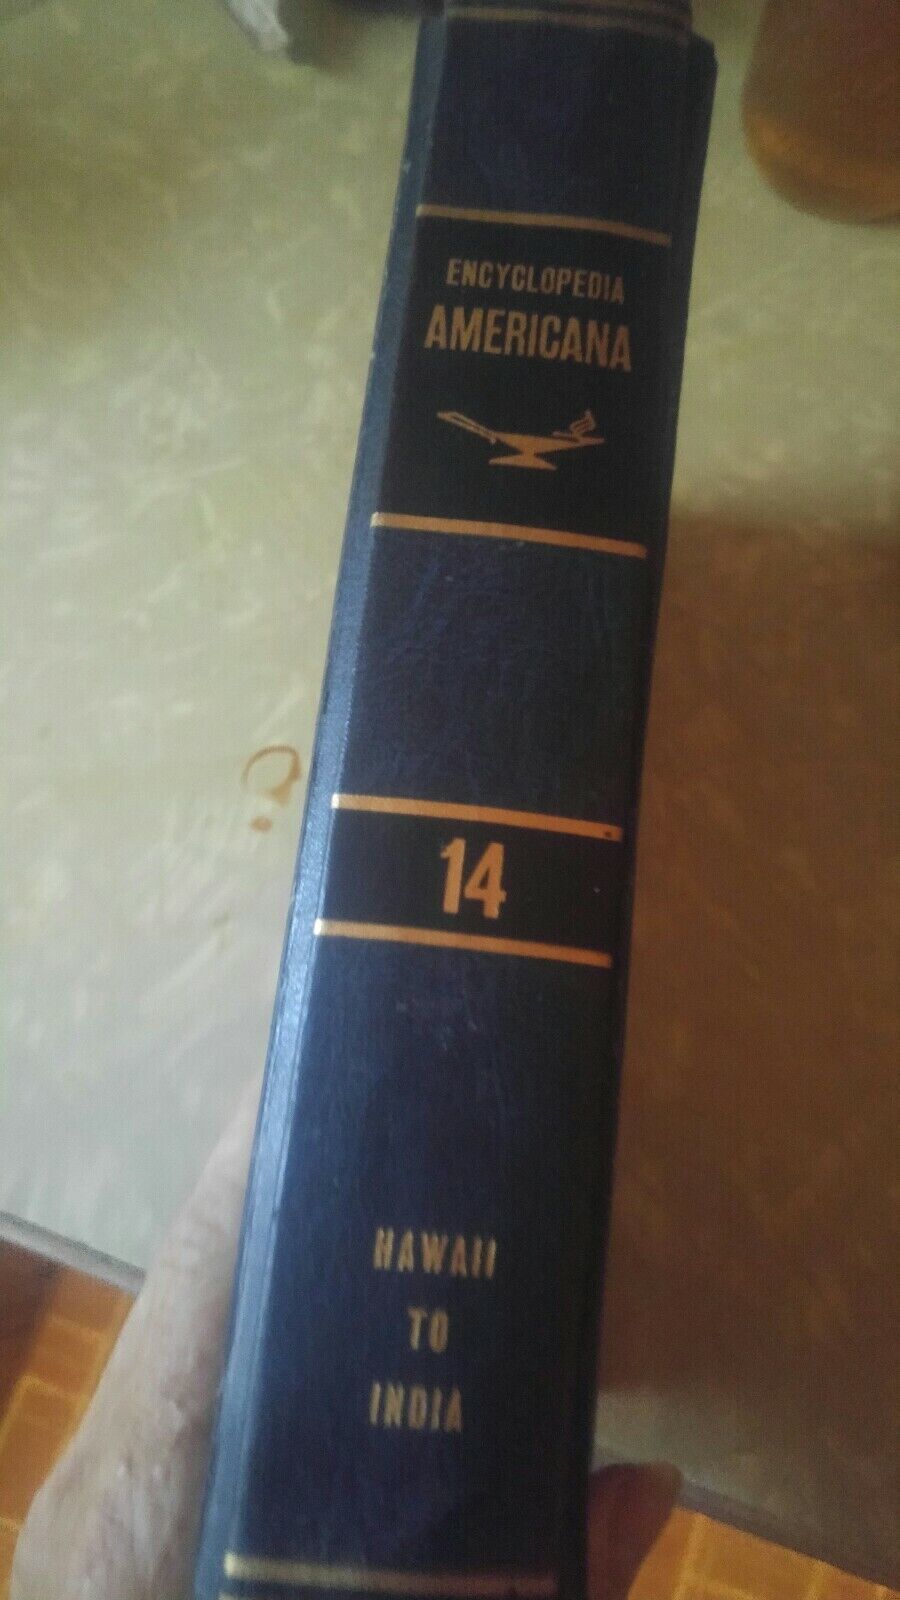 ENCYCLOPEDIA
AMERICANA
14
HAWAII
TO
INDIA